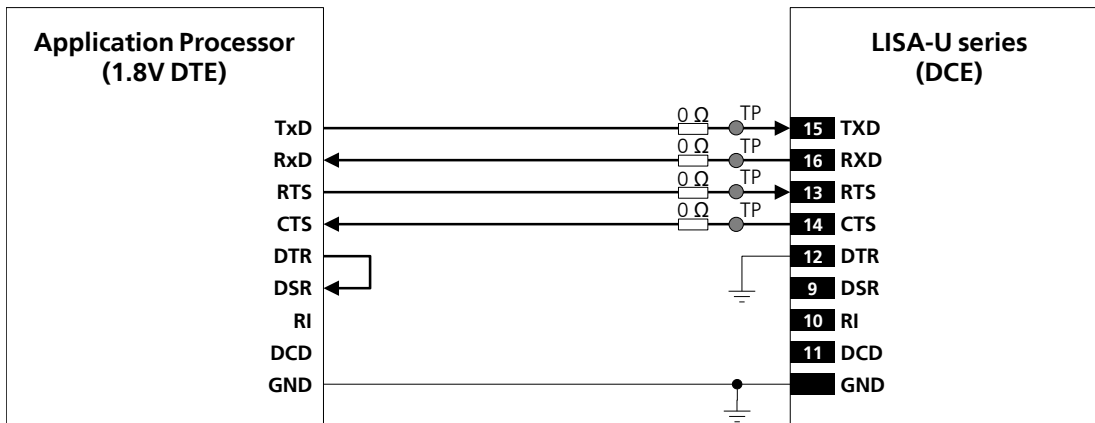 Application Processor
(1.8V DTE)
LISA-U series
(DCE)
TxD 0 Ω TP 15 TXD
RxD 0 Ω TP 16 RXD
RTS 0 Ω TP 13 RTS
CTS 0 Ω TP 14 CTS
DTR 12 DTR
DSR 9 DSR
RI 10 RI
DCD 11 DCD
GND GND